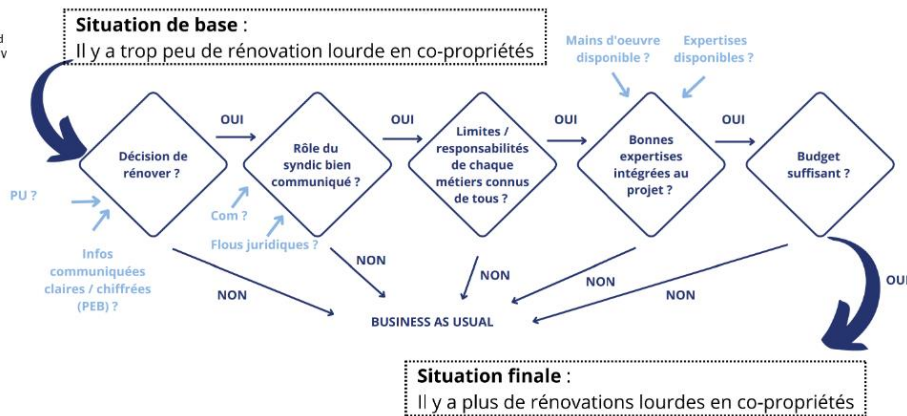 Situation de base :
Il y a trop peu de rénovation lourde en co-propriétés
Mains d'oeuvre
disponible ?
Expertises
disponibles ?
OUI
OUI
OUI
OUI
Décision de
rénover ?
Rôle du
syndic bien
communiqué ?
Limites /
responsabilités
de chaque
métiers connus
de tous ?
Bonnes
expertises
intégrées au
projet ?
Budget
suffisant ?
PU ?
Com ?
Flous juridiques ?
Infos
communiquées
claires / chiffrées
(PEB) ?
NON
NON
NON
NON
NON
OUI
BUSINESS AS USUAL
Situation finale :
Il y a plus de rénovations lourdes en co-propriétés